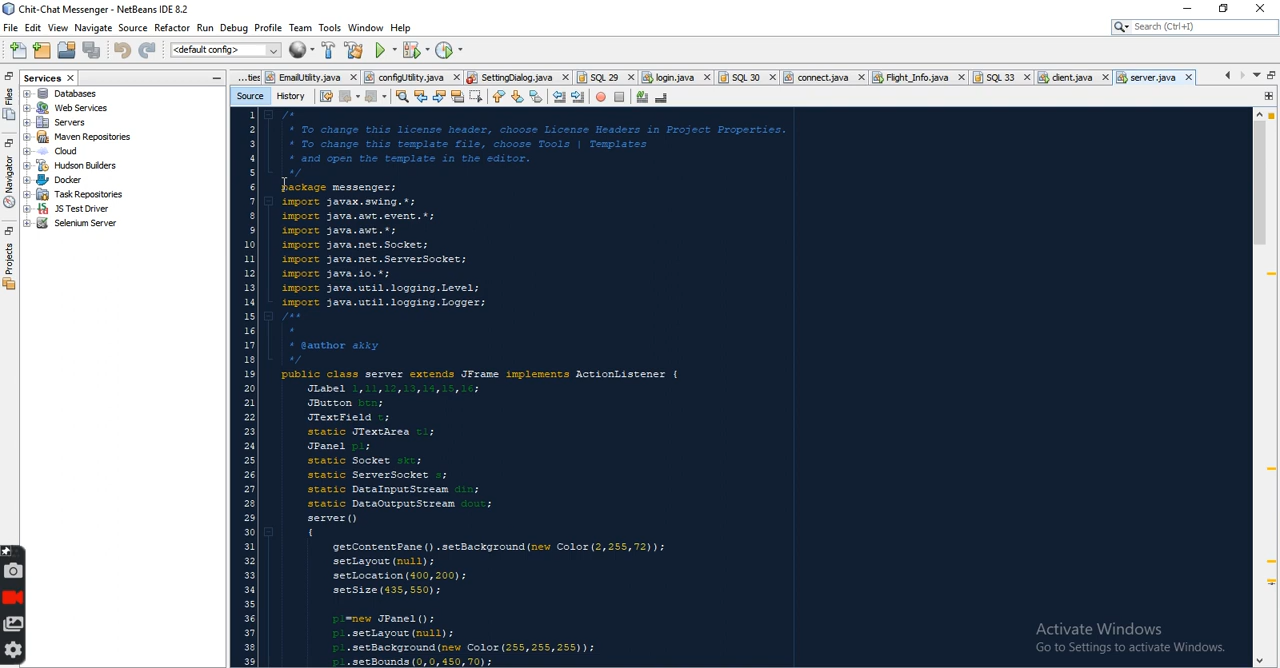 Chit-Chat Messenger - NetBeans IDE 8.2
File Edit View Navigate Source Refactor Run Debug Profile Team Tools Window Help
Search (Ctrl+I)
<default config>
Services
...ties EmailUtility.java configUtility.java SettingDialog.java SQL 29 login.java SQL 30 connect.java Flight_Info.java SQL 33 client.java server.java
Source History
Files
Navigator
Projects
Databases
Web Services
Servers
Maven Repositories
Cloud
Hudson Builders
Docker
Task Repositories
JS Test Driver
Selenium Server
1 /*
2 * To change this license header, choose License Headers in Project Properties.
3 * To change this template file, choose Tools | Templates
4 * and open the template in the editor.
5 */
6 package messenger;
7 import javax.swing.*;
8 import java.awt.event.*;
9 import java.awt.*;
10 import java.net.Socket;
11 import java.net.ServerSocket;
12 import java.io.*;
13 import java.util.logging.Level;
14 import java.util.logging.Logger;
15 /**
16 *
17 * @author akky
18 */
19 public class server extends JFrame implements ActionListener {
20 JLabel l,l1,l2,l3,l4,l5,l6;
21 JButton btn;
22 JTextField t;
23 static JTextArea t1;
24 JPanel p1;
25 static Socket skt;
26 static ServerSocket s;
27 static DataInputStream din;
28 static DataOutputStream dout;
29 server()
30 {
31 getContentPane().setBackground(new Color(2,255,72));
32 setLayout(null);
33 setLocation(400,200);
34 setSize(435,550);
35
36 p1=new JPanel();
37 p1.setLayout(null);
38 p1.setBackground(new Color(255,255,255));
39 p1.setBounds(0,0,450,70);
Activate Windows
Go to Settings to activate Windows.